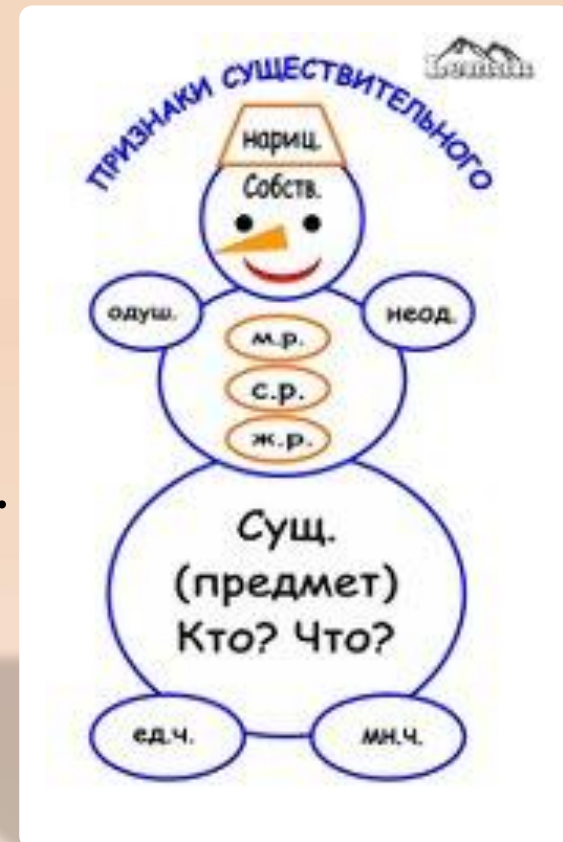 ПРИЗНАКИ СУЩЕСТВИТЕЛЬНОГО
нариц.
Собств.
одуш.
неод.
м.р.
с.р.
ж.р.
Сущ.
(предмет)
Кто? Что?
ед.ч.
мн.ч.